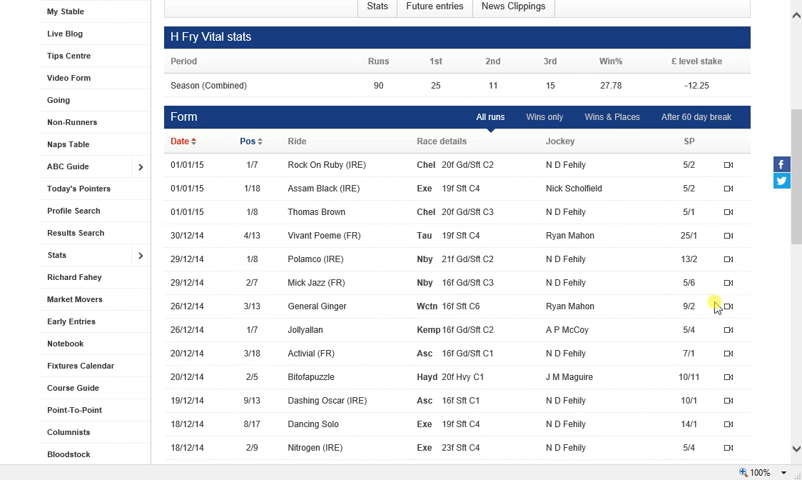 My Stable
Live Blog
Tips Centre
Video Form
Going
Non-Runners
Naps Table
ABC Guide
Today's Pointers
Profile Search
Results Search
Stats
Richard Fahey
Market Movers
Early Entries
Notebook
Fixtures Calendar
Course Guide
Point-To-Point
Columnists
Bloodstock
Stats Future entries News Clippings
H Fry Vital stats
Period Runs 1st 2nd 3rd Win% £ level stake
Season (Combined) 90 25 11 15 27.78 -12.25
Form All runs Wins only Wins & Places After 60 day break
Date Pos Ride Race details Jockey SP
01/01/15 1/7 Rock On Ruby (IRE) Chel 20f Gd/Sft C2 N D Fehily 5/2
01/01/15 1/18 Assam Black (IRE) Exe 19f Sft C4 Nick Scholfield 5/2
01/01/15 1/8 Thomas Brown Chel 20f Gd/Sft C3 N D Fehily 5/1
30/12/14 4/13 Vivant Poeme (FR) Tau 19f Sft C4 Ryan Mahon 25/1
29/12/14 1/8 Polamco (IRE) Nby 21f Gd/Sft C2 N D Fehily 13/2
29/12/14 2/7 Mick Jazz (FR) Nby 16f Gd/Sft C3 N D Fehily 5/6
26/12/14 3/13 General Ginger Wctn 16f Sft C6 Ryan Mahon 9/2
26/12/14 1/7 Jollyallan Kemp 16f Gd/Sft C2 A P McCoy 5/4
20/12/14 3/18 Activial (FR) Asc 16f Gd/Sft C1 N D Fehily 7/1
20/12/14 2/5 Bitofapuzzle Hayd 20f Hvy C1 J M Maguire 10/11
19/12/14 9/13 Dashing Oscar (IRE) Asc 16f Sft C1 N D Fehily 10/1
18/12/14 8/17 Dancing Solo Exe 19f Sft C4 N D Fehily 14/1
18/12/14 2/9 Nitrogen (IRE) Exe 23f Sft C4 N D Fehily 5/4
100%